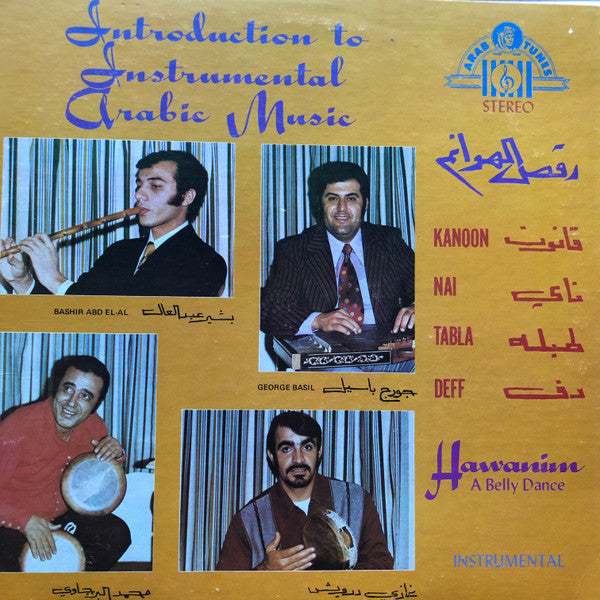 Introduction to
Instrumental
Arabic Music
ARAB TUNES
STEREO
رقص الهوانم
KANOON قانون
NAI ناي
TABLA طبله
DEFF دف
BASHIR ABD EL-AL بشير عبد العال
GEORGE BASIL جورج باسيل
محمد البرجاوي
غازي درويش
Hawanim
A Belly Dance
INSTRUMENTAL